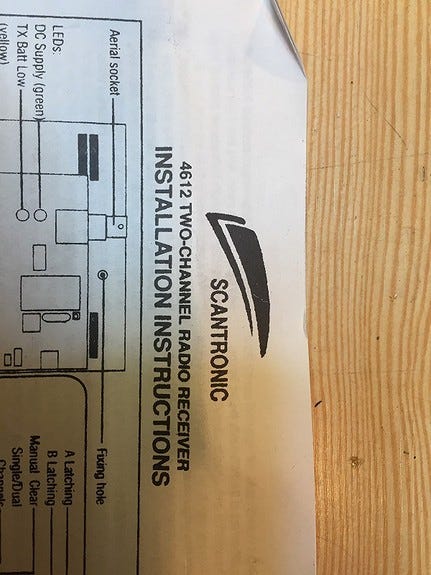 SCANTRONIC
4612 TWO-CHANNEL RADIO RECEIVER
INSTALLATION INSTRUCTIONS
Aerial socket
Fixing hole
LEDs:
DC Supply (green)
TX Batt Low
(yellow)
A Latching
B Latching
Manual Clear
Single/Dual
Channels